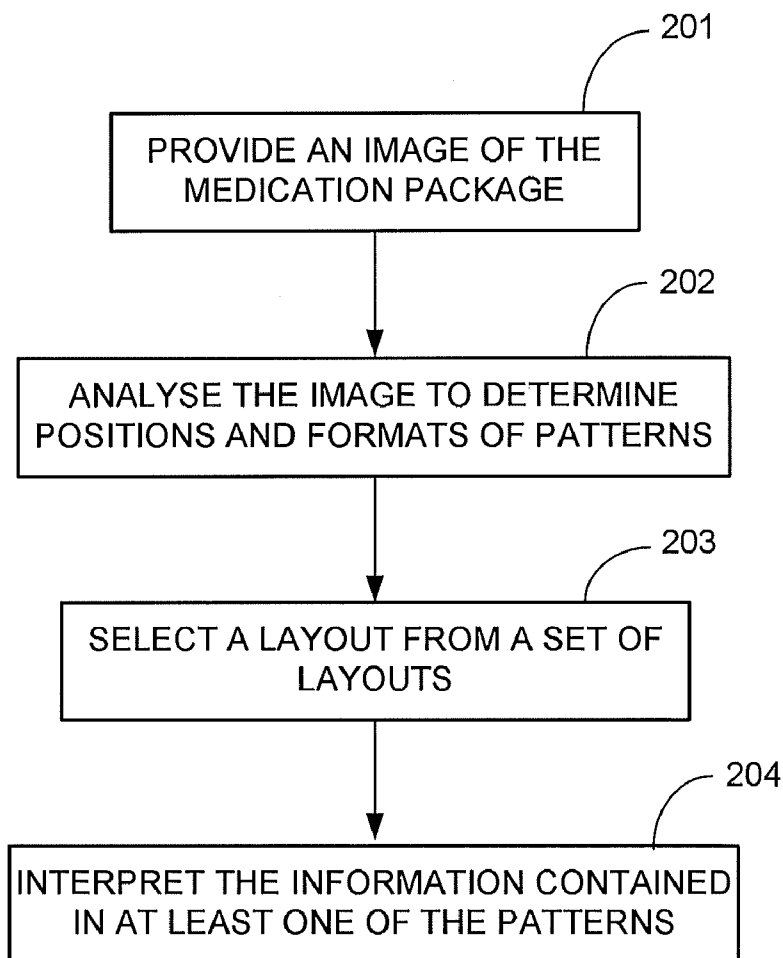 201
PROVIDE AN IMAGE OF THE
MEDICATION PACKAGE
202
ANALYSE THE IMAGE TO DETERMINE
POSITIONS AND FORMATS OF PATTERNS
203
SELECT A LAYOUT FROM A SET OF
LAYOUTS
204
INTERPRET THE INFORMATION CONTAINED
IN AT LEAST ONE OF THE PATTERNS